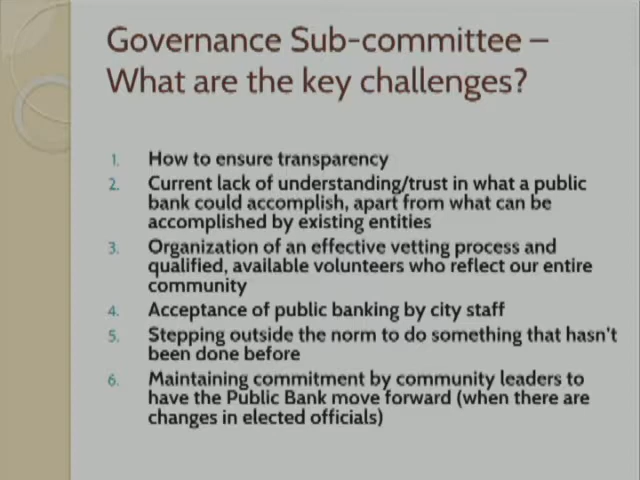 Governance Sub-committee –
What are the key challenges?
1. How to ensure transparency
2. Current lack of understanding/trust in what a public
bank could accomplish, apart from what can be
accomplished by existing entities
3. Organization of an effective vetting process and
qualified, available volunteers who reflect our entire
community
4. Acceptance of public banking by city staff
5. Stepping outside the norm to do something that hasn't
been done before
6. Maintaining commitment by community leaders to
have the Public Bank move forward (when there are
changes in elected officials)